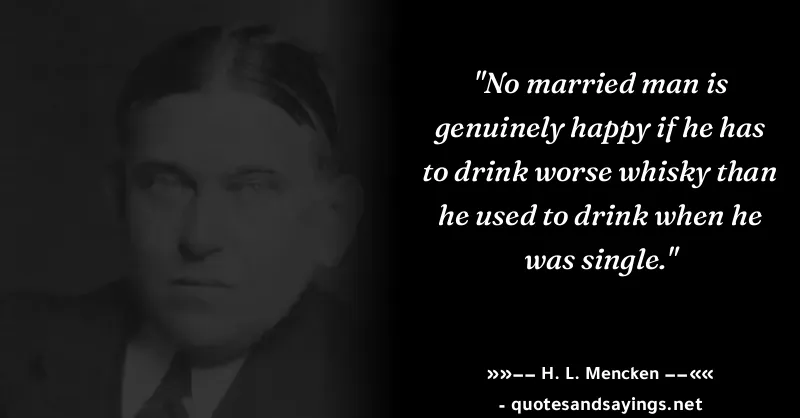 "No married man is
genuinely happy if he has
to drink worse whisky than
he used to drink when he
was single."
»»–– H. L. Mencken ––««
- quotesandsayings.net